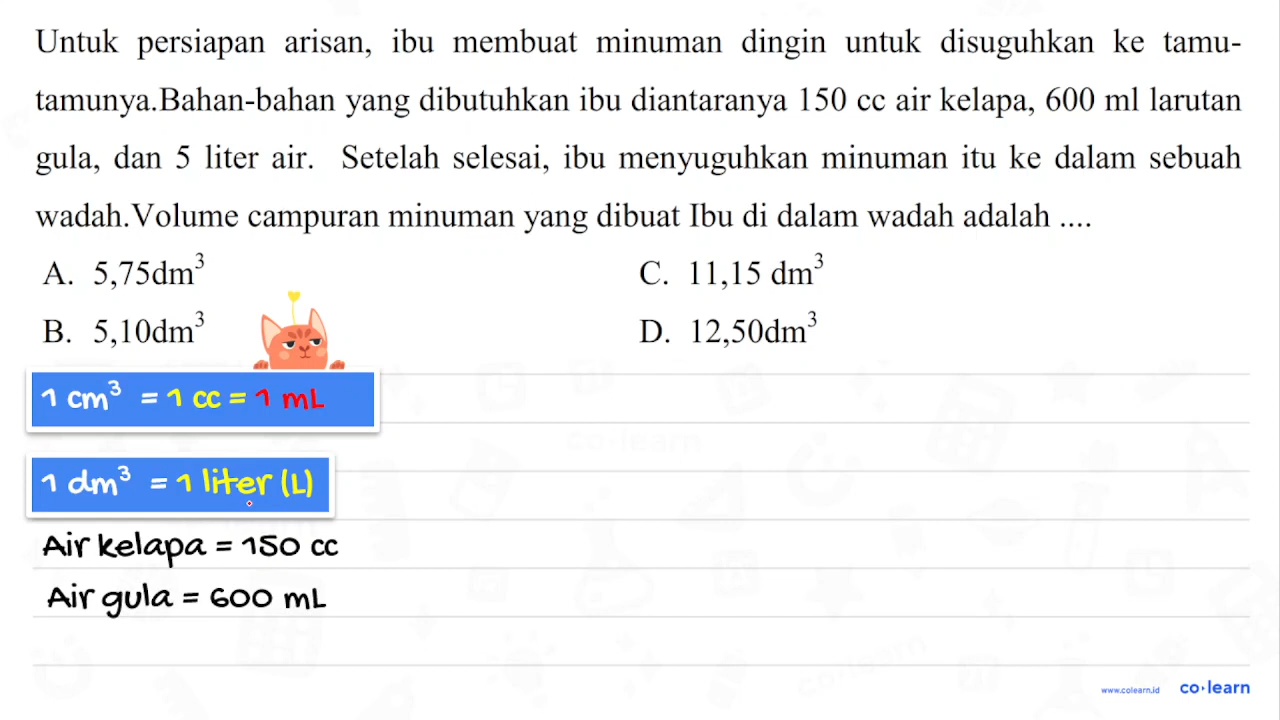 Untuk persiapan arisan, ibu membuat minuman dingin untuk disuguhkan ke tamu-
tamunya.Bahan-bahan yang dibutuhkan ibu diantaranya 150 cc air kelapa, 600 ml larutan
gula, dan 5 liter air. Setelah selesai, ibu menyuguhkan minuman itu ke dalam sebuah
wadah.Volume campuran minuman yang dibuat Ibu di dalam wadah adalah ....
A. 5,75dm³
C. 11,15 dm³
B. 5,10dm³
D. 12,50dm³
1 cm³ = 1 cc = 1 mL
co·learn
1 dm³ = 1 liter (L)
Air kelapa = 150 cc
Air gula = 600 mL
co·learn
www.colearn.id co·learn